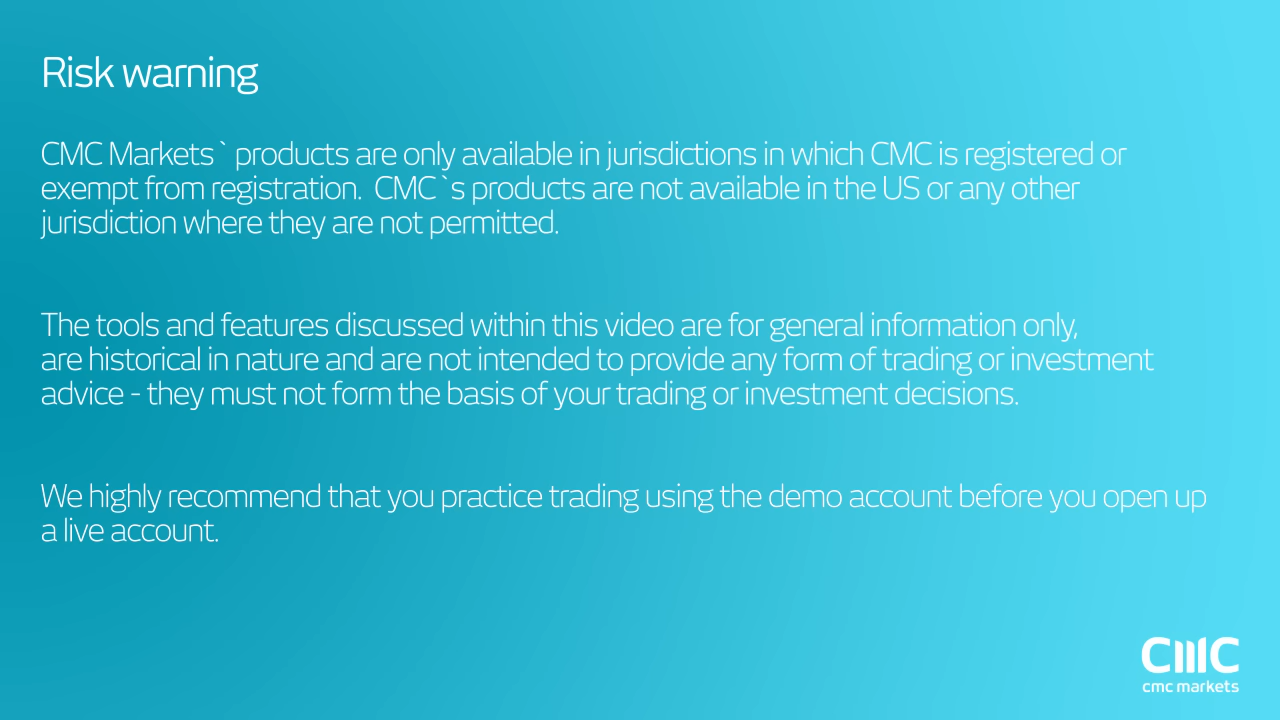 Risk warning
CMC Markets` products are only available in jurisdictions in which CMC is registered or
exempt from registration.  CMC`s products are not available in the US or any other
jurisdiction where they are not permitted.
The tools and features discussed within this video are for general information only,
are historical in nature and are not intended to provide any form of trading or investment
advice - they must not form the basis of your trading or investment decisions.
We highly recommend that you practice trading using the demo account before you open up
a live account.
CMC
cmc markets